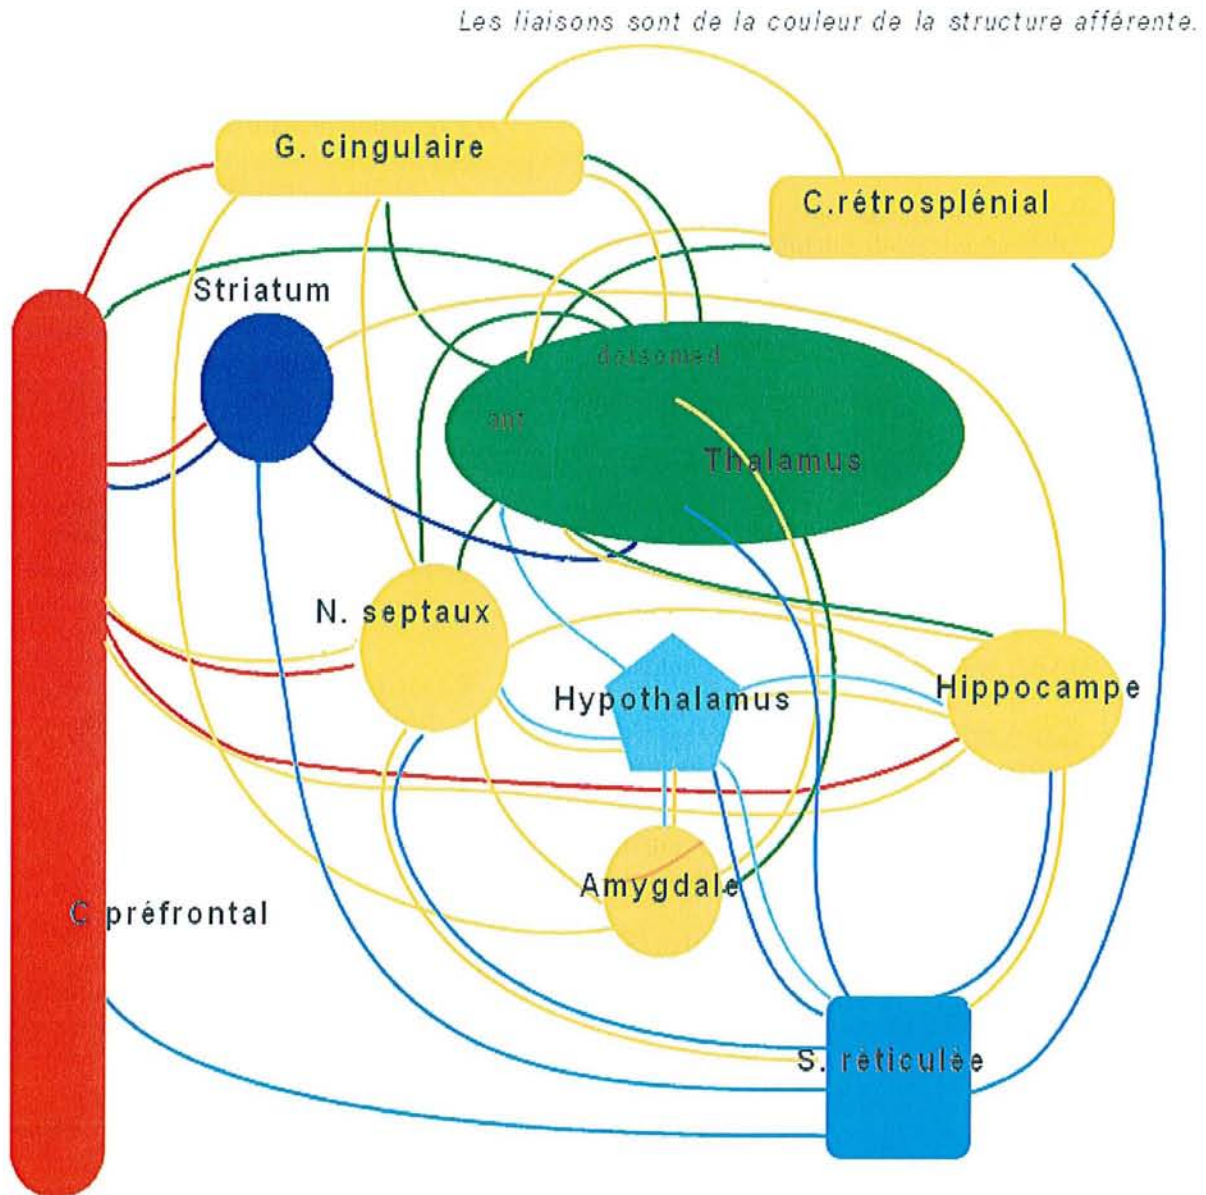 Les liaisons sont de la couleur de la structure afférente.
G. cingulaire
C.rétrosplénial
Striatum
dorsomed
ant
Thalamus
N. septaux
Hypothalamus
Hippocampe
Amygdale
C préfrontal
S. réticulée